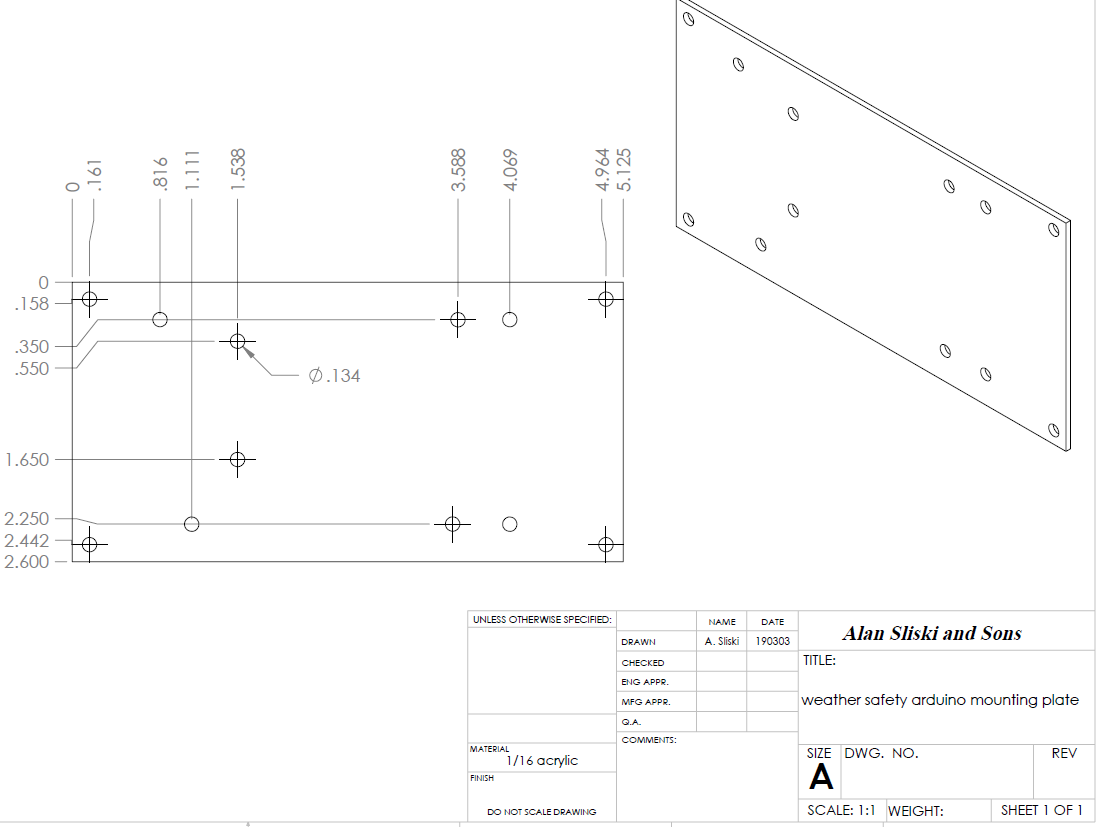 0
.161
.816
1.111
1.538
3.588
4.069
4.964
5.125
0
.158
.350
.550
⌀.134
1.650
2.250
2.442
2.600
UNLESS OTHERWISE SPECIFIED:
NAME DATE
DRAWN A. Sliski 190303
CHECKED
ENG APPR.
MFG APPR.
Q.A.
COMMENTS:
MATERIAL
1/16 acrylic
FINISH
DO NOT SCALE DRAWING
Alan Sliski and Sons
TITLE:
weather safety arduino mounting plate
SIZE DWG. NO. REV
A
SCALE: 1:1 WEIGHT: SHEET 1 OF 1